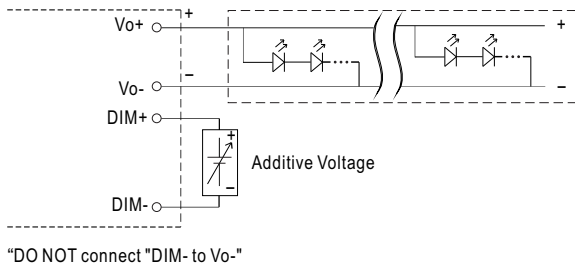 Vo+
+
+
Vo-
–
–
DIM+
+
Additive Voltage
–
DIM-
“DO NOT connect "DIM- to Vo-"